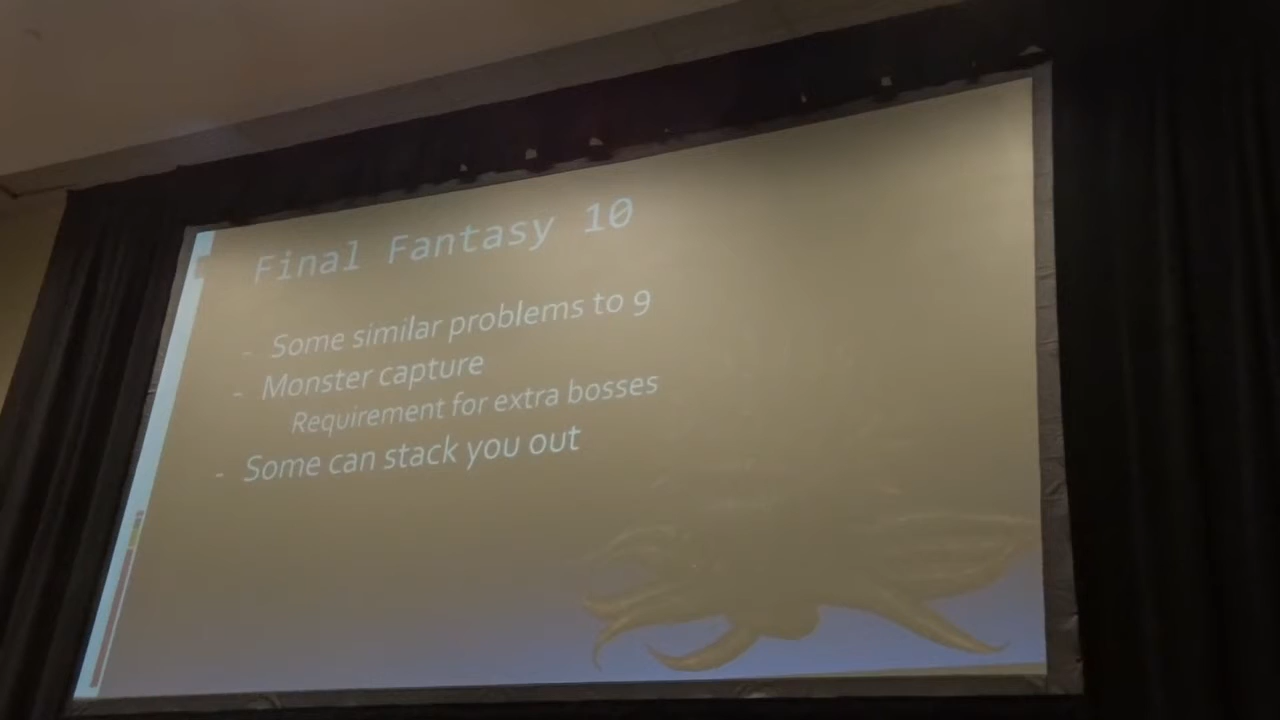 Final Fantasy 10
- Some similar problems to 9
- Monster capture
Requirement for extra bosses
- Some can stack you out